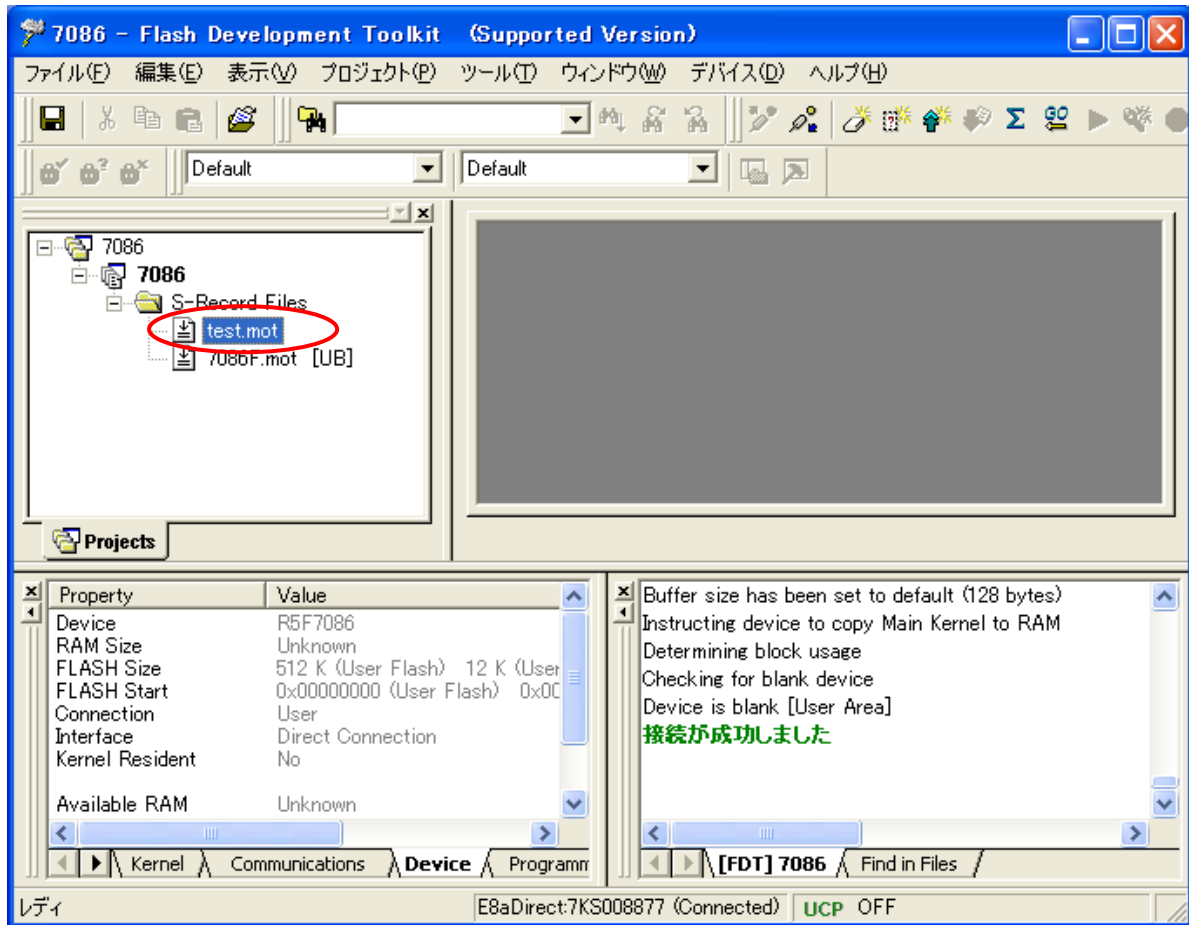 7086 - Flash Development Toolkit (Supported Version)
ファイル(F) 編集(E) 表示(V) プロジェクト(P) ツール(T) ウィンドウ(W) デバイス(D) ヘルプ(H)
Default Default
7086
7086
S-Record Files
test.mot
7086F.mot [UB]
Projects
Property Value
Device R5F7086
RAM Size Unknown
FLASH Size 512 K (User Flash) 12 K (User
FLASH Start 0x00000000 (User Flash) 0x00
Connection User
Interface Direct Connection
Kernel Resident No
Available RAM Unknown
Kernel Communications Device Programm
Buffer size has been set to default (128 bytes)
Instructing device to copy Main Kernel to RAM
Determining block usage
Checking for blank device
Device is blank [User Area]
接続が成功しました
[FDT] 7086 Find in Files
レディ E8aDirect:7KS008877 (Connected) UCP OFF